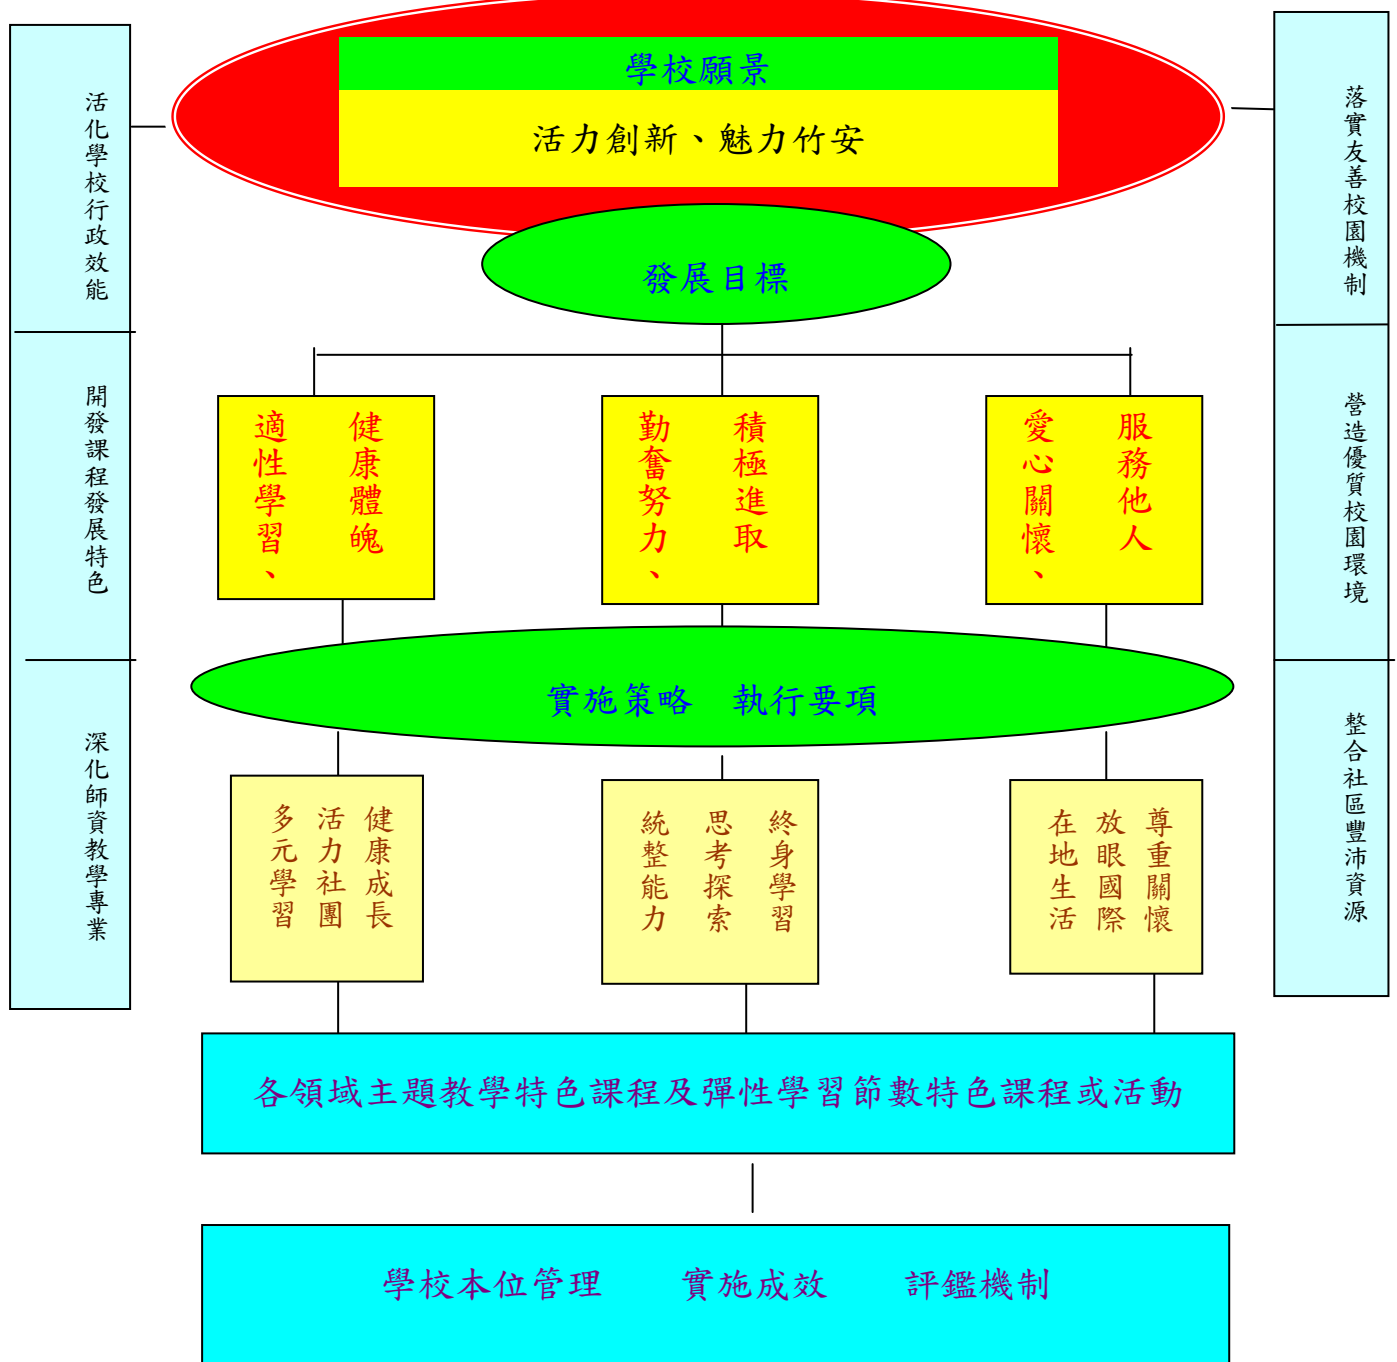 學校願景
活力創新、魅力竹安
發展目標
活化學校行政效能
開發課程發展特色
深化師資教學專業
落實友善校園機制
營造優質校園環境
整合社區豐沛資源
適性學習、
健康體魄
勤奮努力、
積極進取
愛心關懷、
服務他人
實施策略　執行要項
多元學習
活力社團
健康成長
統整能力
思考探索
終身學習
在地生活
放眼國際
尊重關懷
各領域主題教學特色課程及彈性學習節數特色課程或活動
學校本位管理　　實施成效　　評鑑機制